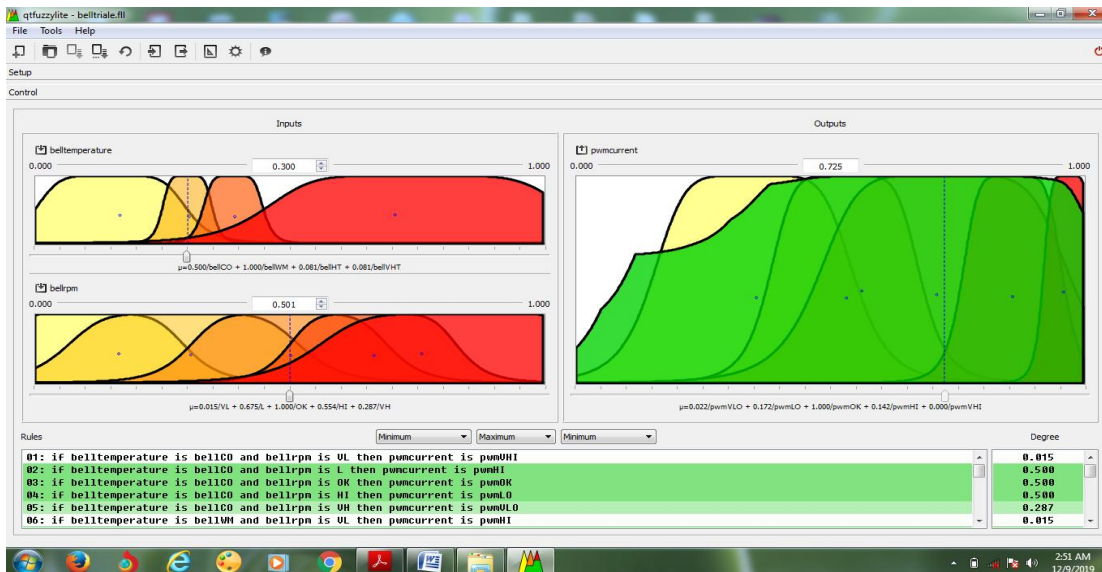 qtfuzzylite - belltriale.fll
File Tools Help
Setup
Control
Inputs
Outputs
belltemperature
0.000 0.300 1.000
μ=0.500/bellCO + 1.000/bellWM + 0.081/bellHT + 0.081/bellVHT
bellrpm
0.000 0.501 1.000
μ=0.015/VL + 0.675/L + 1.000/OK + 0.554/HI + 0.287/VH
pwmcurrent
0.000 0.725 1.000
μ=0.022/pwmVLO + 0.172/pwmLO + 1.000/pwmOK + 0.142/pwmHI + 0.000/pwmVHI
Rules Minimum Maximum Minimum Degree
01: if belltemperature is bellCO and bellrpm is VL then pwmcurrent is pwmVHI 0.015
02: if belltemperature is bellCO and bellrpm is L then pwmcurrent is pwmHI 0.500
03: if belltemperature is bellCO and bellrpm is OK then pwmcurrent is pwmOK 0.500
04: if belltemperature is bellCO and bellrpm is HI then pwmcurrent is pwmLO 0.500
05: if belltemperature is bellCO and bellrpm is VH then pwmcurrent is pwmVLO 0.287
06: if belltemperature is bellWM and bellrpm is VL then pwmcurrent is pwmHI 0.015
2:51 AM
12/9/2019